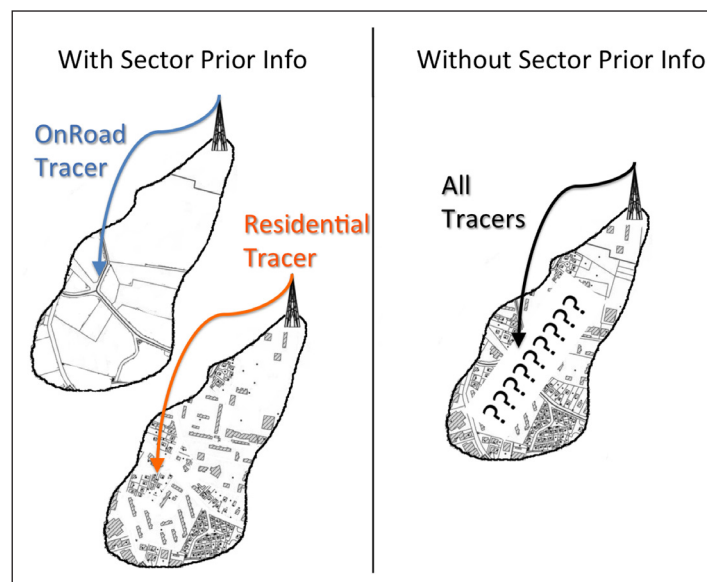 With Sector Prior Info
OnRoad
Tracer
Residential
Tracer
Without Sector Prior Info
All
Tracers
?????????